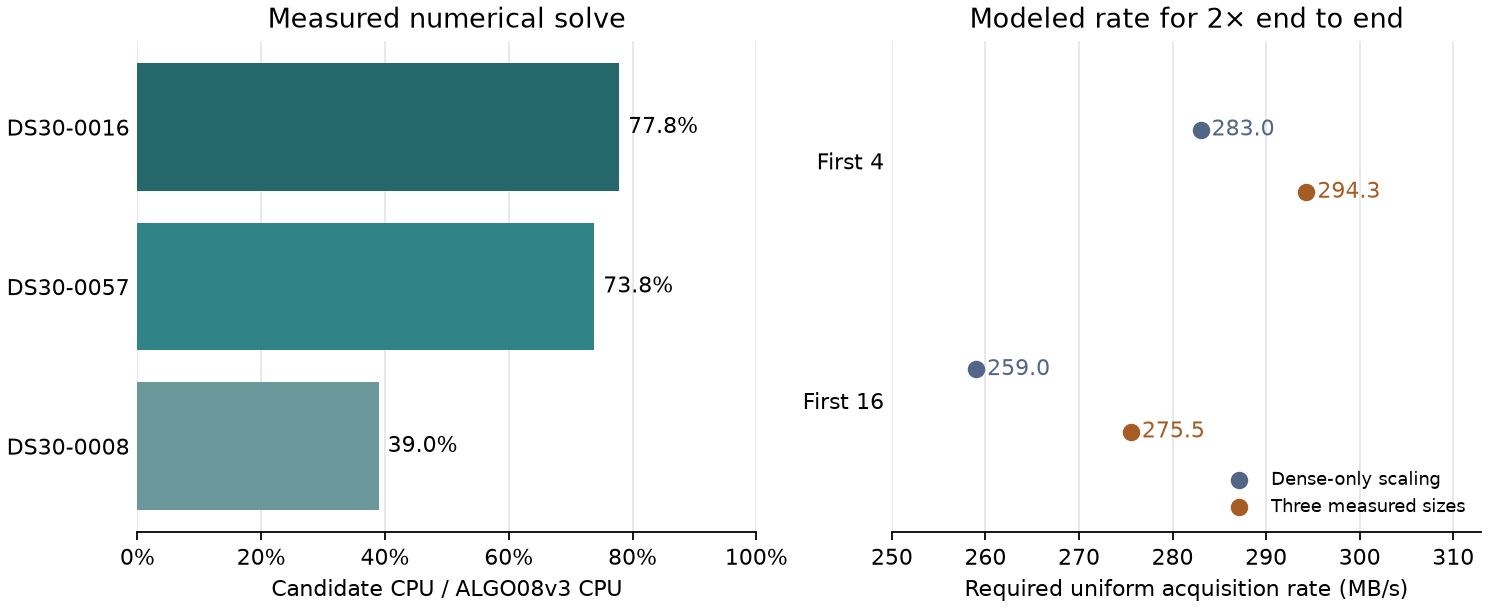 Measured numerical solve
DS30-0016
77.8%
DS30-0057
73.8%
DS30-0008
39.0%
0% 20% 40% 60% 80% 100%
Candidate CPU / ALGO08v3 CPU
Modeled rate for 2× end to end
283.0
First 4
294.3
259.0
First 16
275.5
Dense-only scaling
Three measured sizes
250 260 270 280 290 300 310
Required uniform acquisition rate (MB/s)